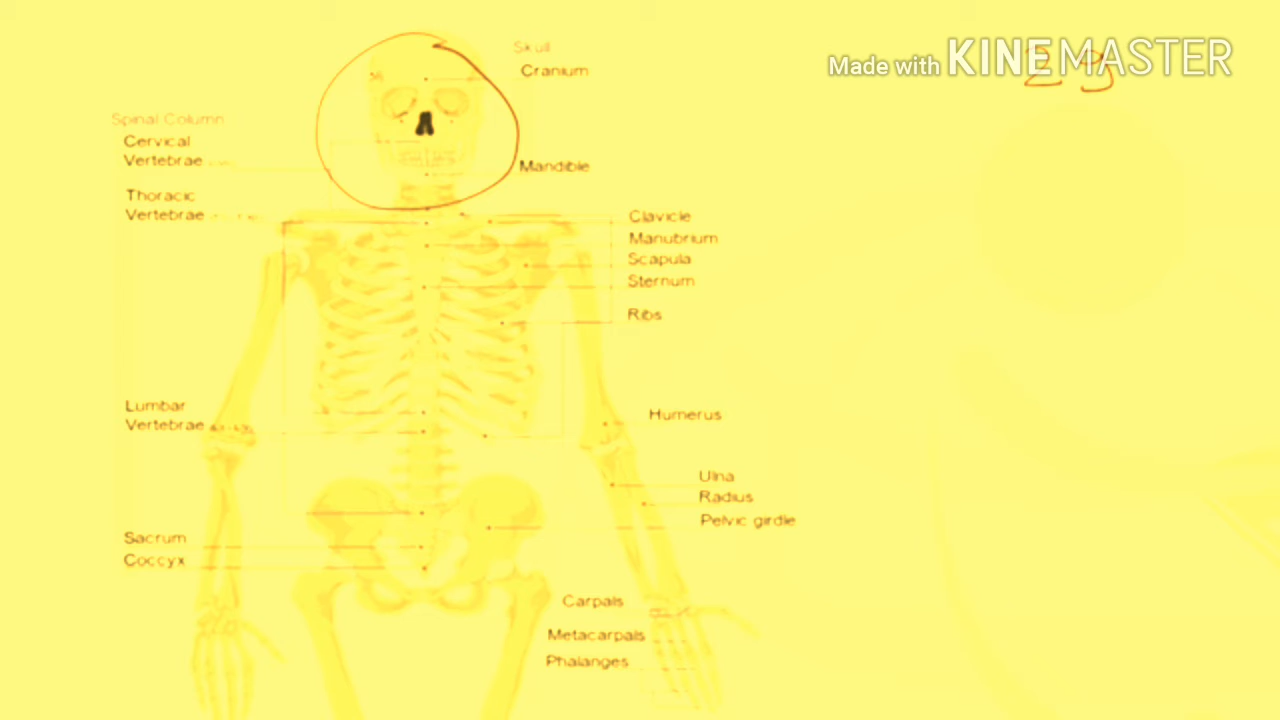 Skull
Cranium
Made with KINEMASTER
29
Spinal Column
Cervical
Vertebrae
Mandible
Thoracic
Vertebrae
Clavicle
Manubrium
Scapula
Sternum
Ribs
Lumbar
Vertebrae
Humerus
Ulna
Radius
Pelvic girdle
Sacrum
Coccyx
Carpals
Metacarpals
Phalanges